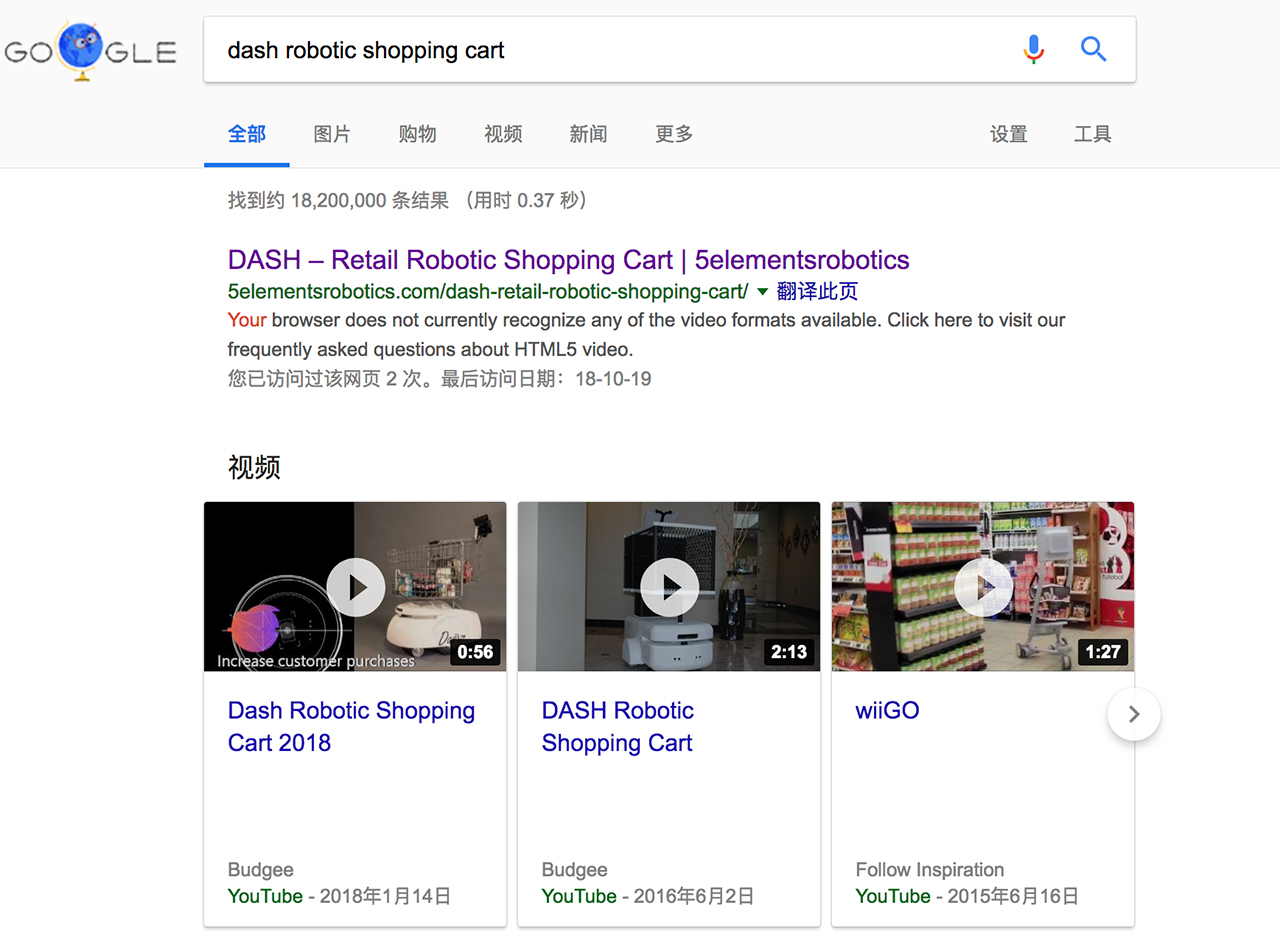 GOOGLE
dash robotic shopping cart
全部 图片 购物 视频 新闻 更多 设置 工具
找到约 18,200,000 条结果 （用时 0.37 秒）
DASH – Retail Robotic Shopping Cart | 5elementsrobotics
5elementsrobotics.com/dash-retail-robotic-shopping-cart/ 翻译此页
Your browser does not currently recognize any of the video formats available. Click here to visit our
frequently asked questions about HTML5 video.
您已访问过该网页 2 次。最后访问日期：18-10-19
视频
Increase customer purchases
0:56
2:13
1:27
Dash Robotic Shopping
Cart 2018
Budgee
YouTube - 2018年1月14日
DASH Robotic
Shopping Cart
Budgee
YouTube - 2016年6月2日
wiiGO
Follow Inspiration
YouTube - 2015年6月16日